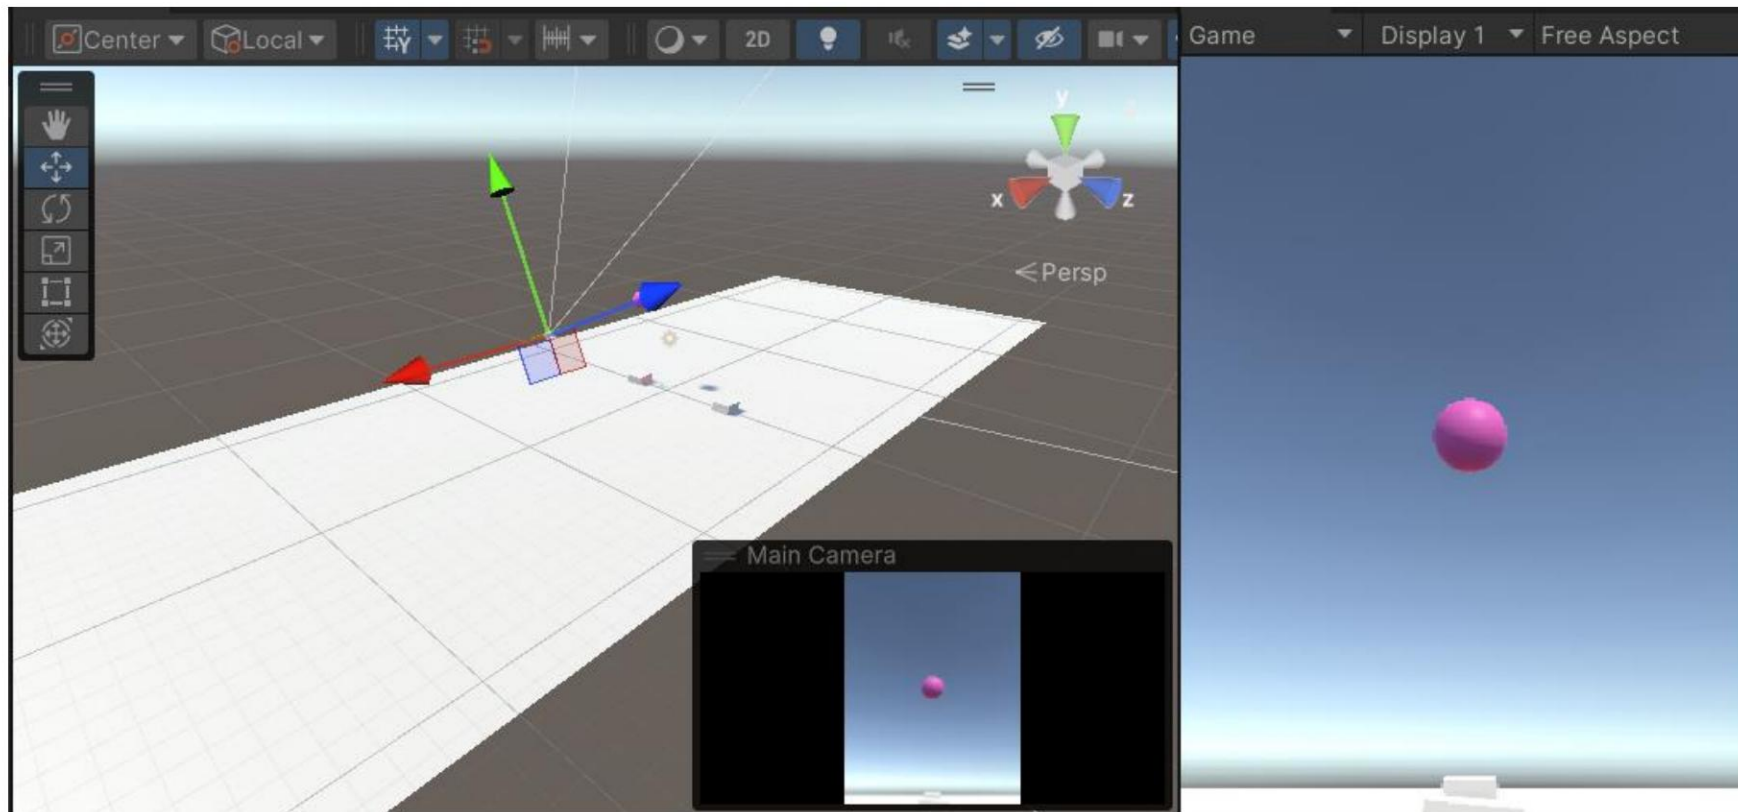 Center Local 2D Game Display 1 Free Aspect
y
x z
Persp
Main Camera